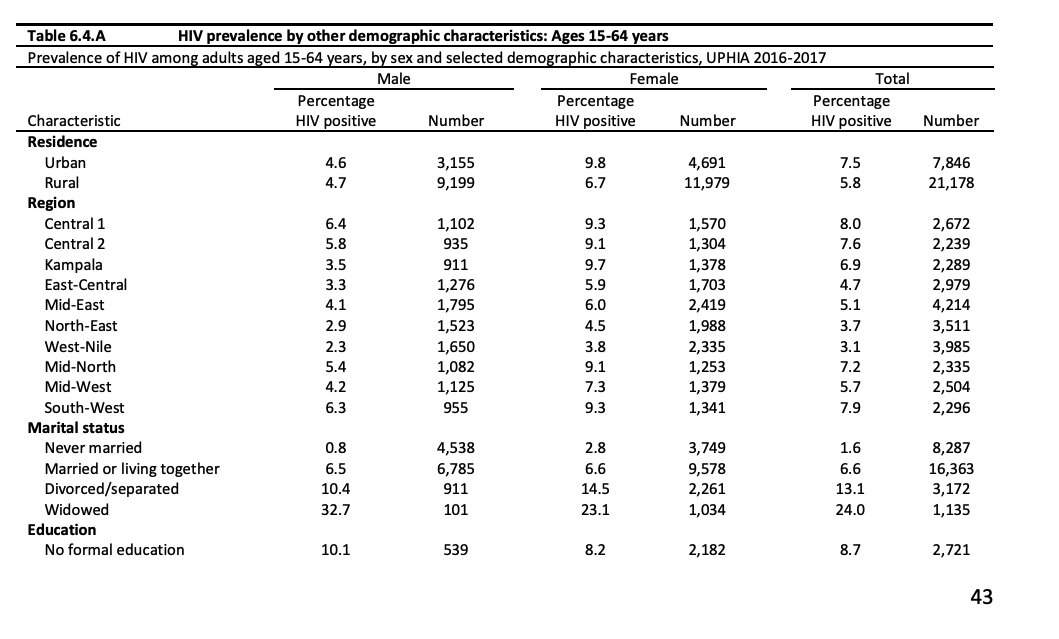 Table 6.4.A HIV prevalence by other demographic characteristics: Ages 15-64 years
Prevalence of HIV among adults aged 15-64 years, by sex and selected demographic characteristics, UPHIA 2016-2017
Male Female Total
Percentage Percentage Percentage
Characteristic HIV positive Number HIV positive Number HIV positive Number
Residence
Urban 4.6 3,155 9.8 4,691 7.5 7,846
Rural 4.7 9,199 6.7 11,979 5.8 21,178
Region
Central 1 6.4 1,102 9.3 1,570 8.0 2,672
Central 2 5.8 935 9.1 1,304 7.6 2,239
Kampala 3.5 911 9.7 1,378 6.9 2,289
East-Central 3.3 1,276 5.9 1,703 4.7 2,979
Mid-East 4.1 1,795 6.0 2,419 5.1 4,214
North-East 2.9 1,523 4.5 1,988 3.7 3,511
West-Nile 2.3 1,650 3.8 2,335 3.1 3,985
Mid-North 5.4 1,082 9.1 1,253 7.2 2,335
Mid-West 4.2 1,125 7.3 1,379 5.7 2,504
South-West 6.3 955 9.3 1,341 7.9 2,296
Marital status
Never married 0.8 4,538 2.8 3,749 1.6 8,287
Married or living together 6.5 6,785 6.6 9,578 6.6 16,363
Divorced/separated 10.4 911 14.5 2,261 13.1 3,172
Widowed 32.7 101 23.1 1,034 24.0 1,135
Education
No formal education 10.1 539 8.2 2,182 8.7 2,721
43